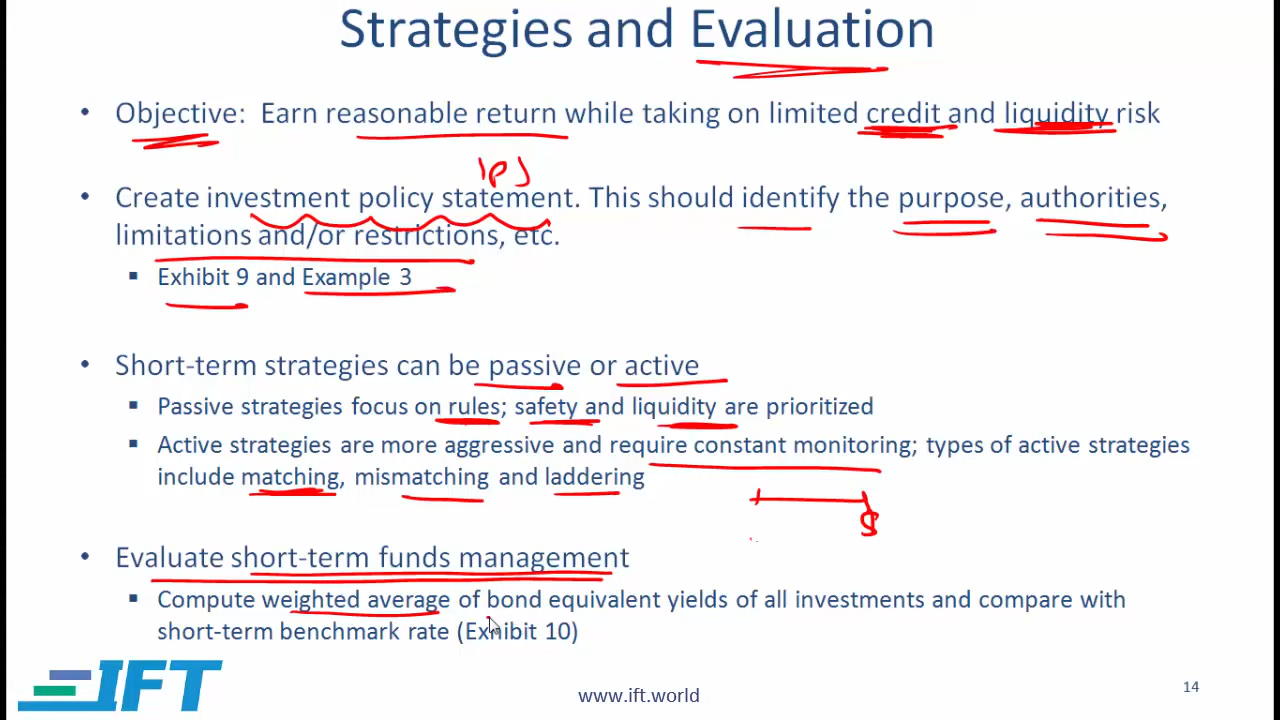 Strategies and Evaluation
• Objective: Earn reasonable return while taking on limited credit and liquidity risk
IPS
• Create investment policy statement. This should identify the purpose, authorities,
limitations and/or restrictions, etc.
▪ Exhibit 9 and Example 3
• Short-term strategies can be passive or active
▪ Passive strategies focus on rules; safety and liquidity are prioritized
▪ Active strategies are more aggressive and require constant monitoring; types of active strategies
include matching, mismatching and laddering
$
• Evaluate short-term funds management
▪ Compute weighted average of bond equivalent yields of all investments and compare with
short-term benchmark rate (Exhibit 10)
IFT
www.ift.world
14